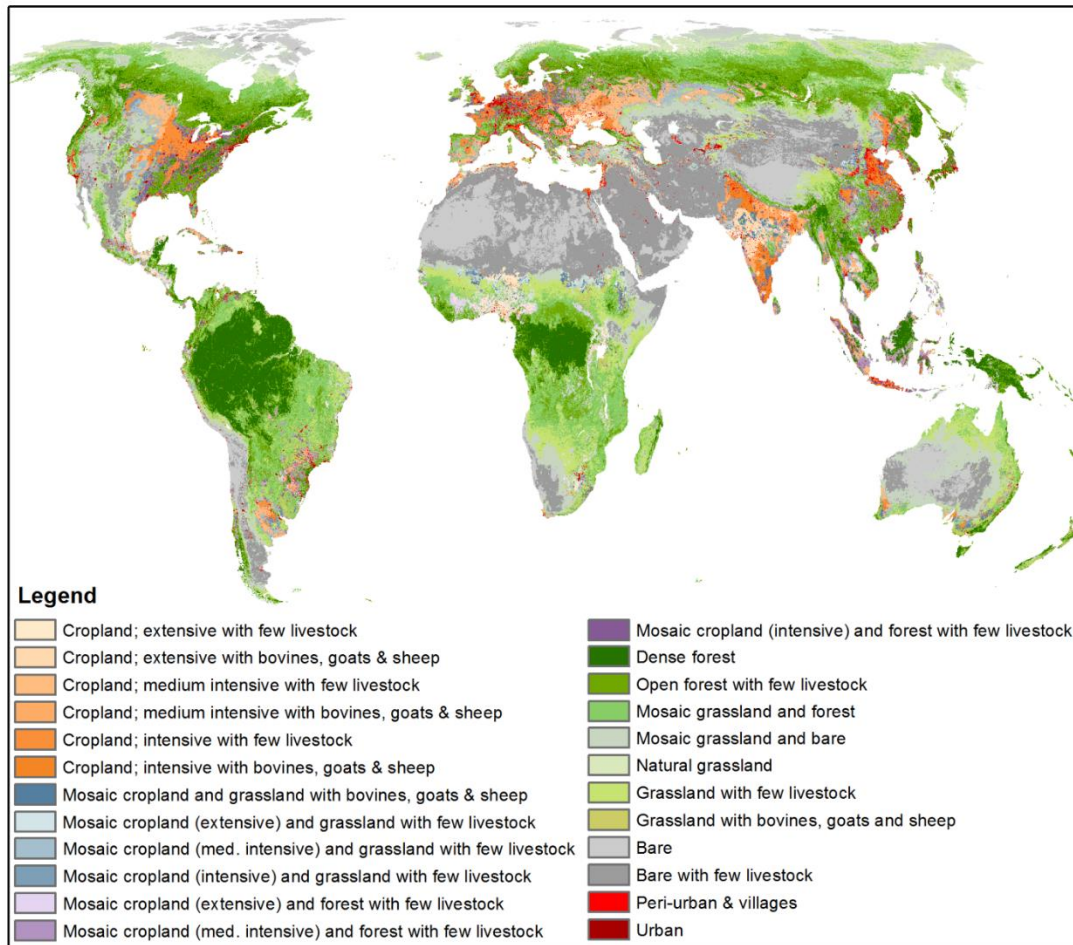 Legend
Cropland; extensive with few livestock
Cropland; extensive with bovines, goats & sheep
Cropland; medium intensive with few livestock
Cropland; medium intensive with bovines, goats & sheep
Cropland; intensive with few livestock
Cropland; intensive with bovines, goats & sheep
Mosaic cropland and grassland with bovines, goats & sheep
Mosaic cropland (extensive) and grassland with few livestock
Mosaic cropland (med. intensive) and grassland with few livestock
Mosaic cropland (intensive) and grassland with few livestock
Mosaic cropland (extensive) and forest with few livestock
Mosaic cropland (med. intensive) and forest with few livestock
Mosaic cropland (intensive) and forest with few livestock
Dense forest
Open forest with few livestock
Mosaic grassland and forest
Mosaic grassland and bare
Natural grassland
Grassland with few livestock
Grassland with bovines, goats and sheep
Bare
Bare with few livestock
Peri-urban & villages
Urban